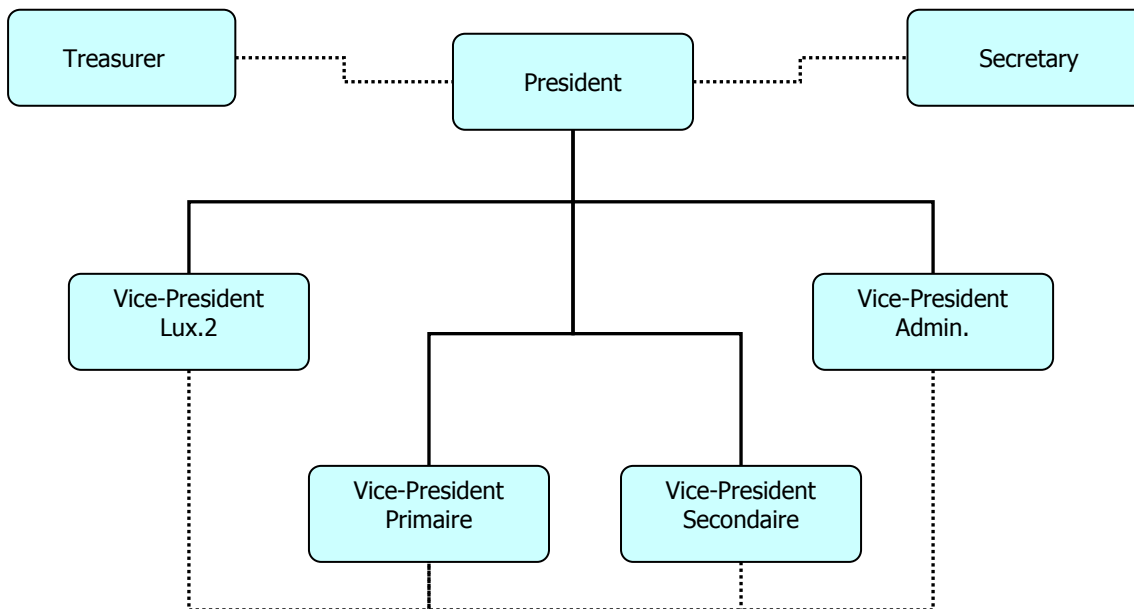 Treasurer
President
Secretary
Vice-President
Lux.2
Vice-President
Admin.
Vice-President
Primaire
Vice-President
Secondaire